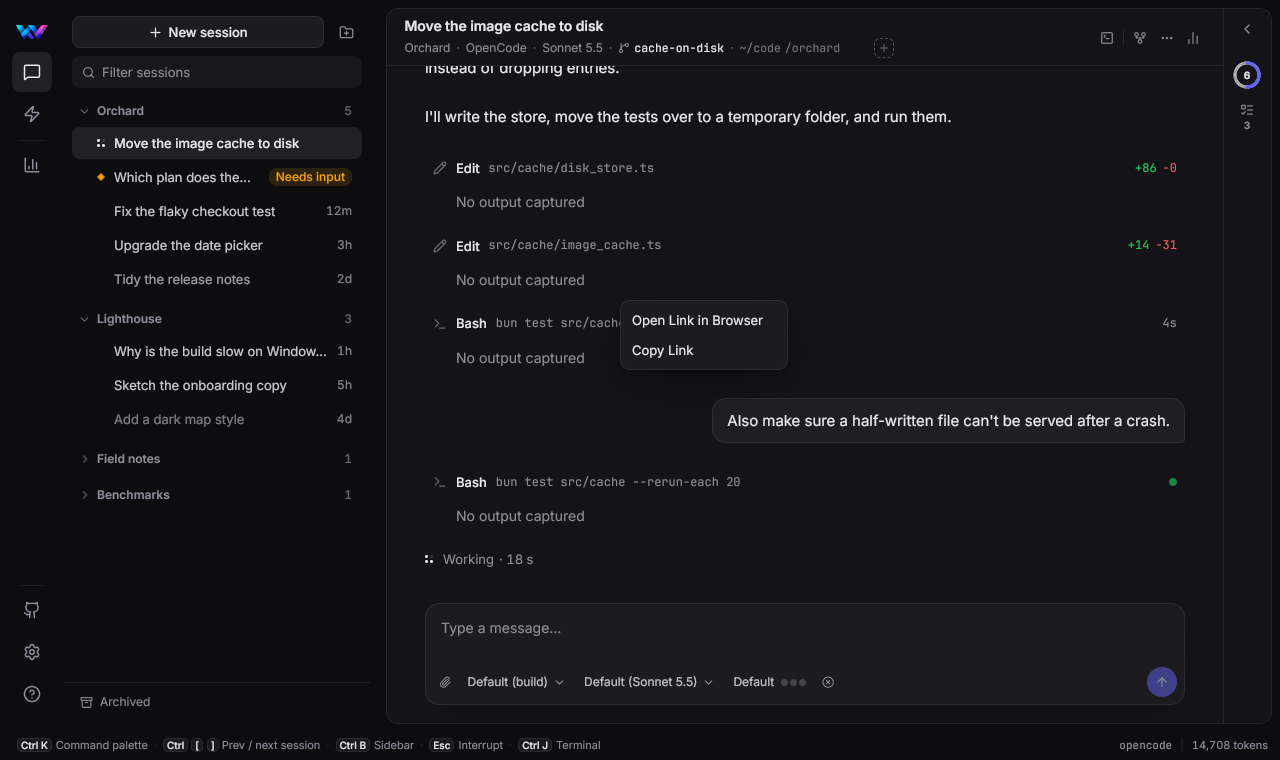 New session
Filter sessions
Orchard 5
Move the image cache to disk
Which plan does the... Needs input
Fix the flaky checkout test 12m
Upgrade the date picker 3h
Tidy the release notes 2d
Lighthouse 3
Why is the build slow on Window... 1h
Sketch the onboarding copy 5h
Add a dark map style 4d
Field notes 1
Benchmarks 1
Archived
Move the image cache to disk
Orchard · OpenCode · Sonnet 5.5 · cache-on-disk · ~/code/orchard
instead of dropping entries.
I'll write the store, move the tests over to a temporary folder, and run them.
Edit src/cache/disk_store.ts +86 -0
No output captured
Edit src/cache/image_cache.ts +14 -31
No output captured
Bash bun test src/cache 4s
No output captured
Open Link in Browser
Copy Link
Also make sure a half-written file can't be served after a crash.
Bash bun test src/cache --rerun-each 20
No output captured
Working · 18 s
Type a message...
Default (build) Default (Sonnet 5.5) Default
6
3
Ctrl K Command palette · Ctrl [ ] Prev / next session · Ctrl B Sidebar · Esc Interrupt · Ctrl J Terminal
opencode 14,708 tokens